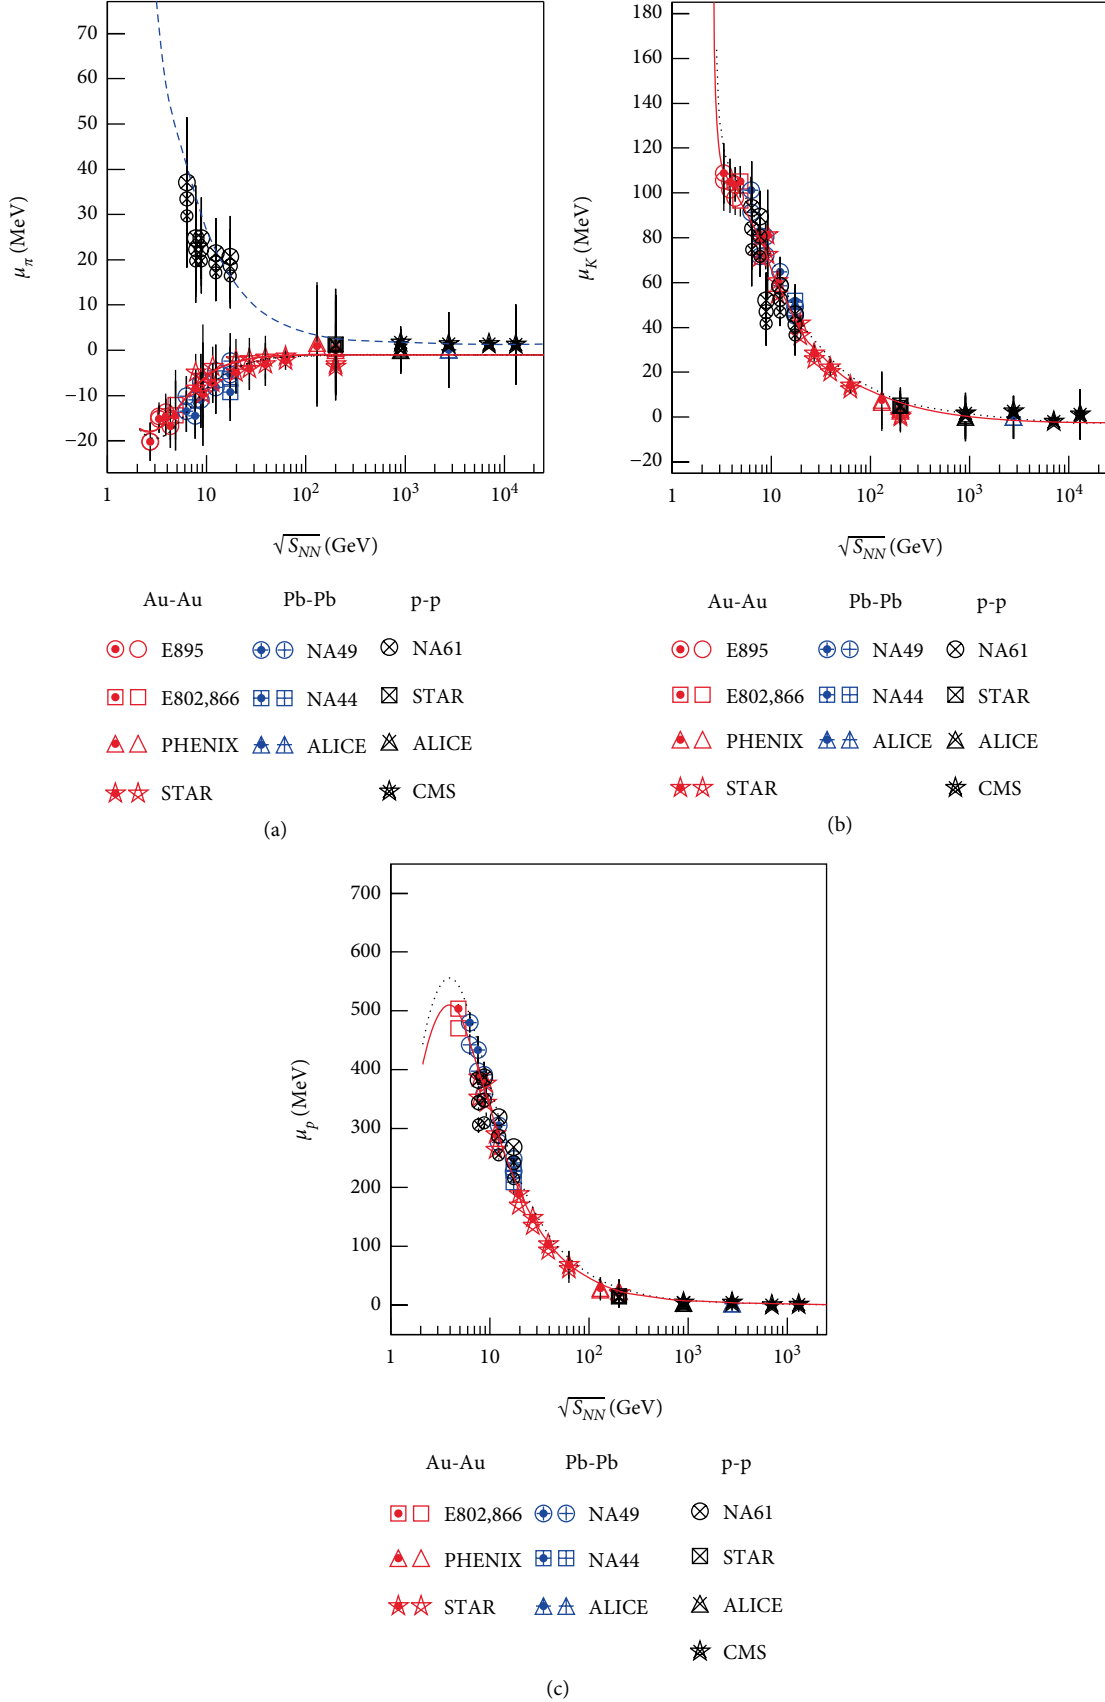 70
60
50
40
30
20
10
0
−10
−20
μπ (MeV)
1 10 10² 10³ 10⁴
√SNN (GeV)
Au-Au Pb-Pb p-p
E895 NA49 NA61
E802,866 NA44 STAR
PHENIX ALICE ALICE
STAR CMS
(a)
180
160
140
120
100
80
60
40
20
0
−20
μK (MeV)
1 10 10² 10³ 10⁴
√SNN (GeV)
Au-Au Pb-Pb p-p
E895 NA49 NA61
E802,866 NA44 STAR
PHENIX ALICE ALICE
STAR CMS
(b)
700
600
500
400
300
200
100
0
μp (MeV)
1 10 10² 10³ 10³
√SNN (GeV)
Au-Au Pb-Pb p-p
E802,866 NA49 NA61
PHENIX NA44 STAR
STAR ALICE ALICE
CMS
(c)